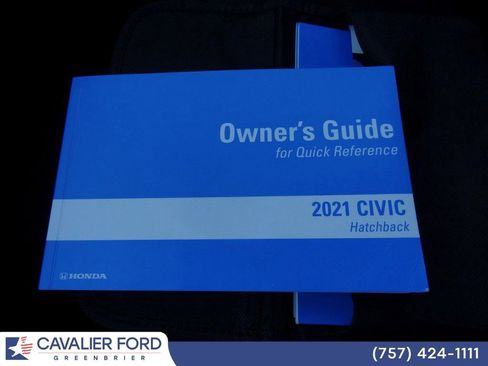 Owner's Guide
for Quick Reference
2021 CIVIC
Hatchback
HONDA
CAVALIER FORD
GREENBRIER
(757) 424-1111